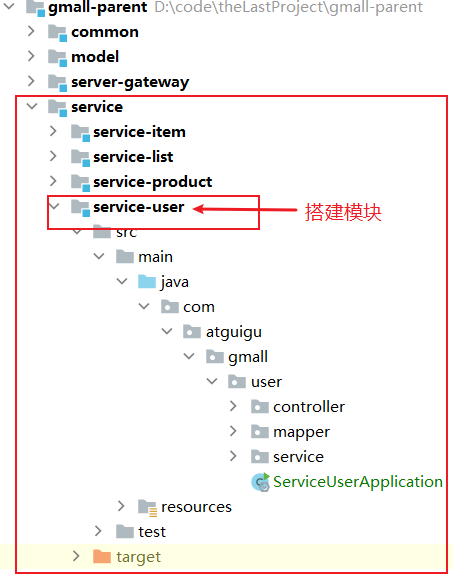 gmall-parent D:\code\theLastProject\gmall-parent
common
model
server-gateway
service
service-item
service-list
service-product
service-user 搭建模块
src
main
java
com
atguigu
gmall
user
controller
mapper
service
ServiceUserApplication
resources
test
target